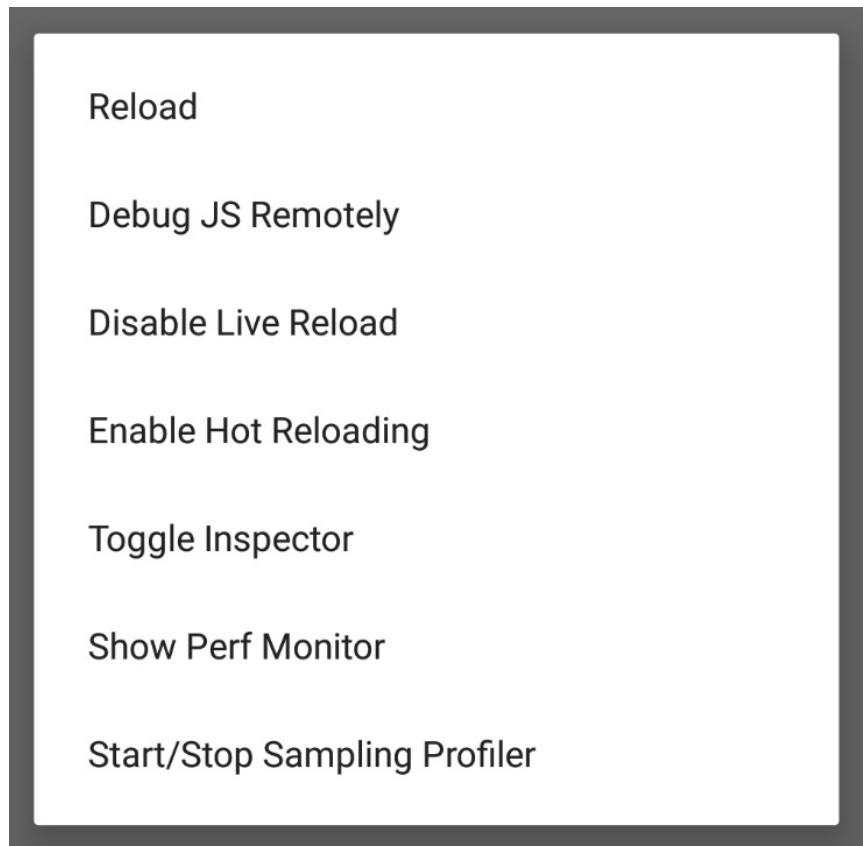 Reload
Debug JS Remotely
Disable Live Reload
Enable Hot Reloading
Toggle Inspector
Show Perf Monitor
Start/Stop Sampling Profiler